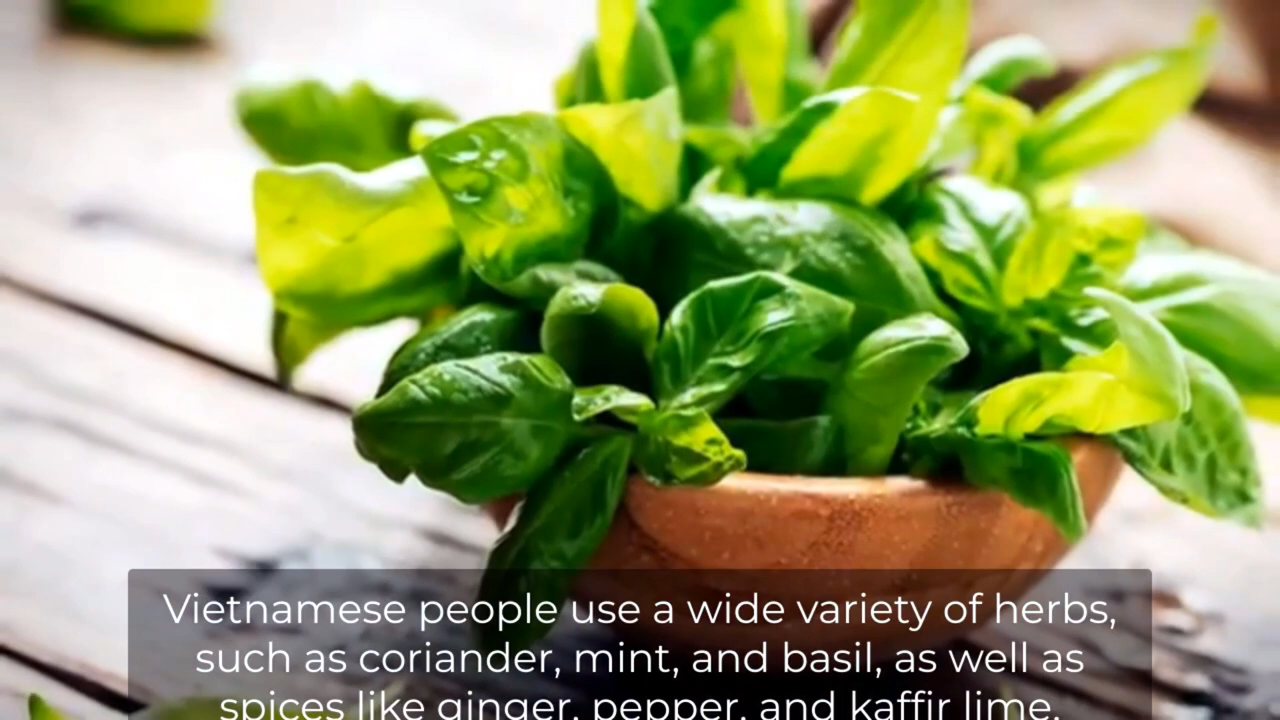 Vietnamese people use a wide variety of herbs,
such as coriander, mint, and basil, as well as
spices like ginger, pepper, and kaffir lime.